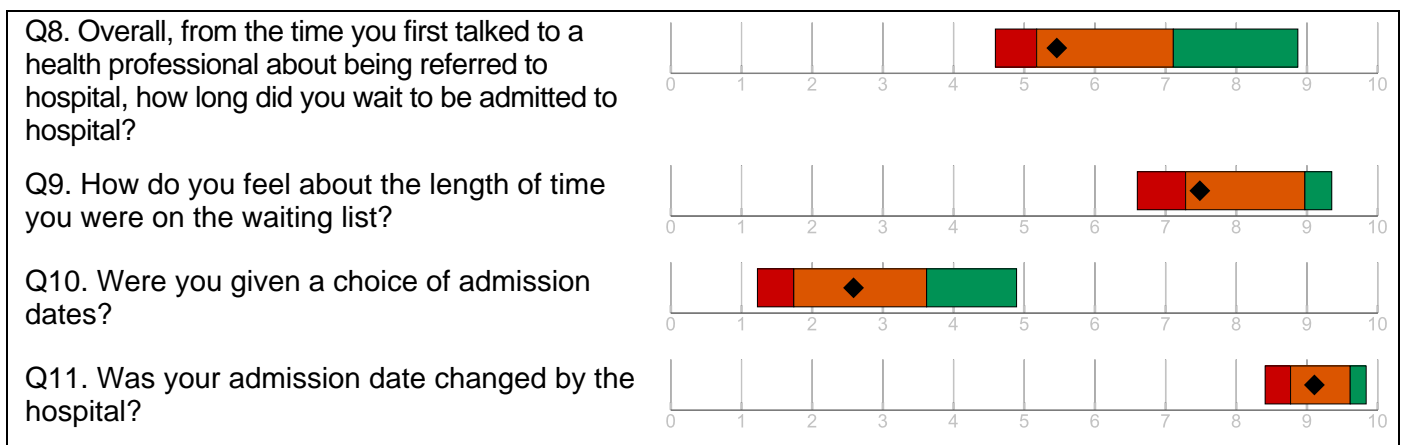 Q8. Overall, from the time you first talked to a
health professional about being referred to
hospital, how long did you wait to be admitted to
hospital?
0 1 2 3 4 5 6 7 8 9 10
Q9. How do you feel about the length of time
you were on the waiting list?
0 1 2 3 4 5 6 7 8 9 10
Q10. Were you given a choice of admission
dates?
0 1 2 3 4 5 6 7 8 9 10
Q11. Was your admission date changed by the
hospital?
0 1 2 3 4 5 6 7 8 9 10